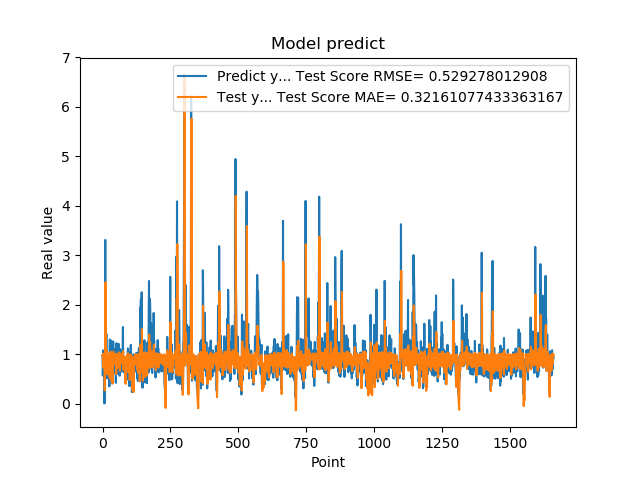 Model predict
Predict y... Test Score RMSE= 0.529278012908
Test y... Test Score MAE= 0.32161077433363167
Real value
7
6
5
4
3
2
1
0
0 250 500 750 1000 1250 1500
Point